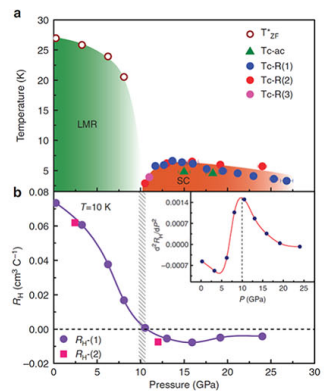 a
Temperature (K)
30
25
20
15
10
5
LMR
SC
T*ZF
Tc-ac
Tc-R(1)
Tc-R(2)
Tc-R(3)
b
T=10 K
RH (cm³ C−1)
0.08
0.06
0.04
0.02
0.00
−0.02
RH-(1)
RH-(2)
d²RH/dP²
0.0014
0.0007
0.0000
-0.0007
0 5 10 15 20 25
P (GPa)
0 5 10 15 20 25 30
Pressure (GPa)